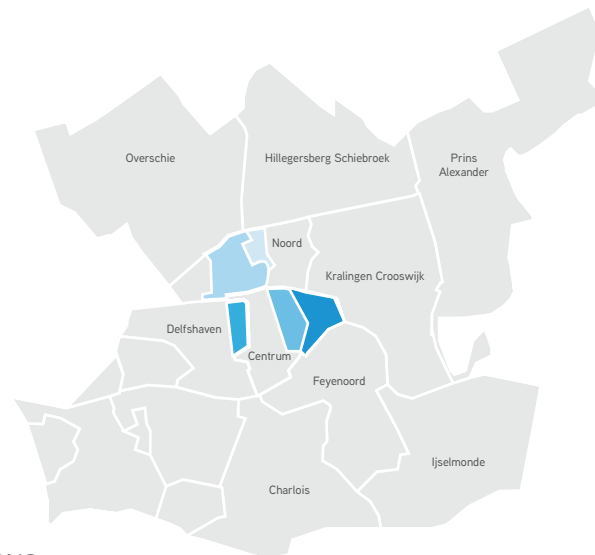 Overschie
Hillegersberg Schiebroek
Prins
Alexander
Noord
Kralingen Crooswijk
Delfshaven
Centrum
Feyenoord
Ijselmonde
Charlois